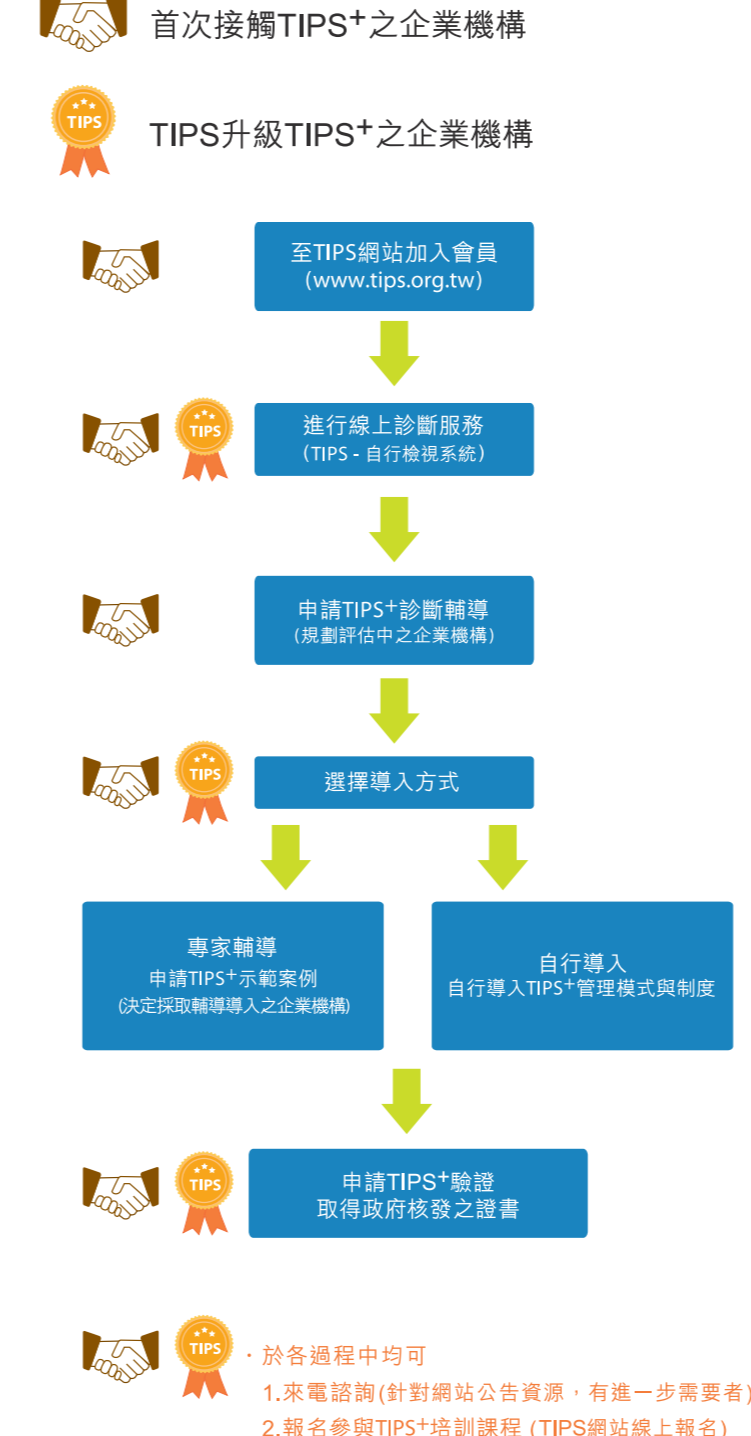 首次接觸TIPS+之企業機構
TIPS
TIPS升級TIPS+之企業機構
至TIPS網站加入會員
(www.tips.org.tw)
TIPS
進行線上診斷服務
(TIPS - 自行檢視系統)
申請TIPS+診斷輔導
(規劃評估中之企業機構)
TIPS
選擇導入方式
專家輔導
申請TIPS+示範案例
(決定採取輔導導入之企業機構)
自行導入
自行導入TIPS+管理模式與制度
TIPS
申請TIPS+驗證
取得政府核發之證書
TIPS
·於各過程中均可
1.來電諮詢(針對網站公告資源,有進一步需要者)
2.報名參與TIPS+培訓課程 (TIPS網站線上報名)